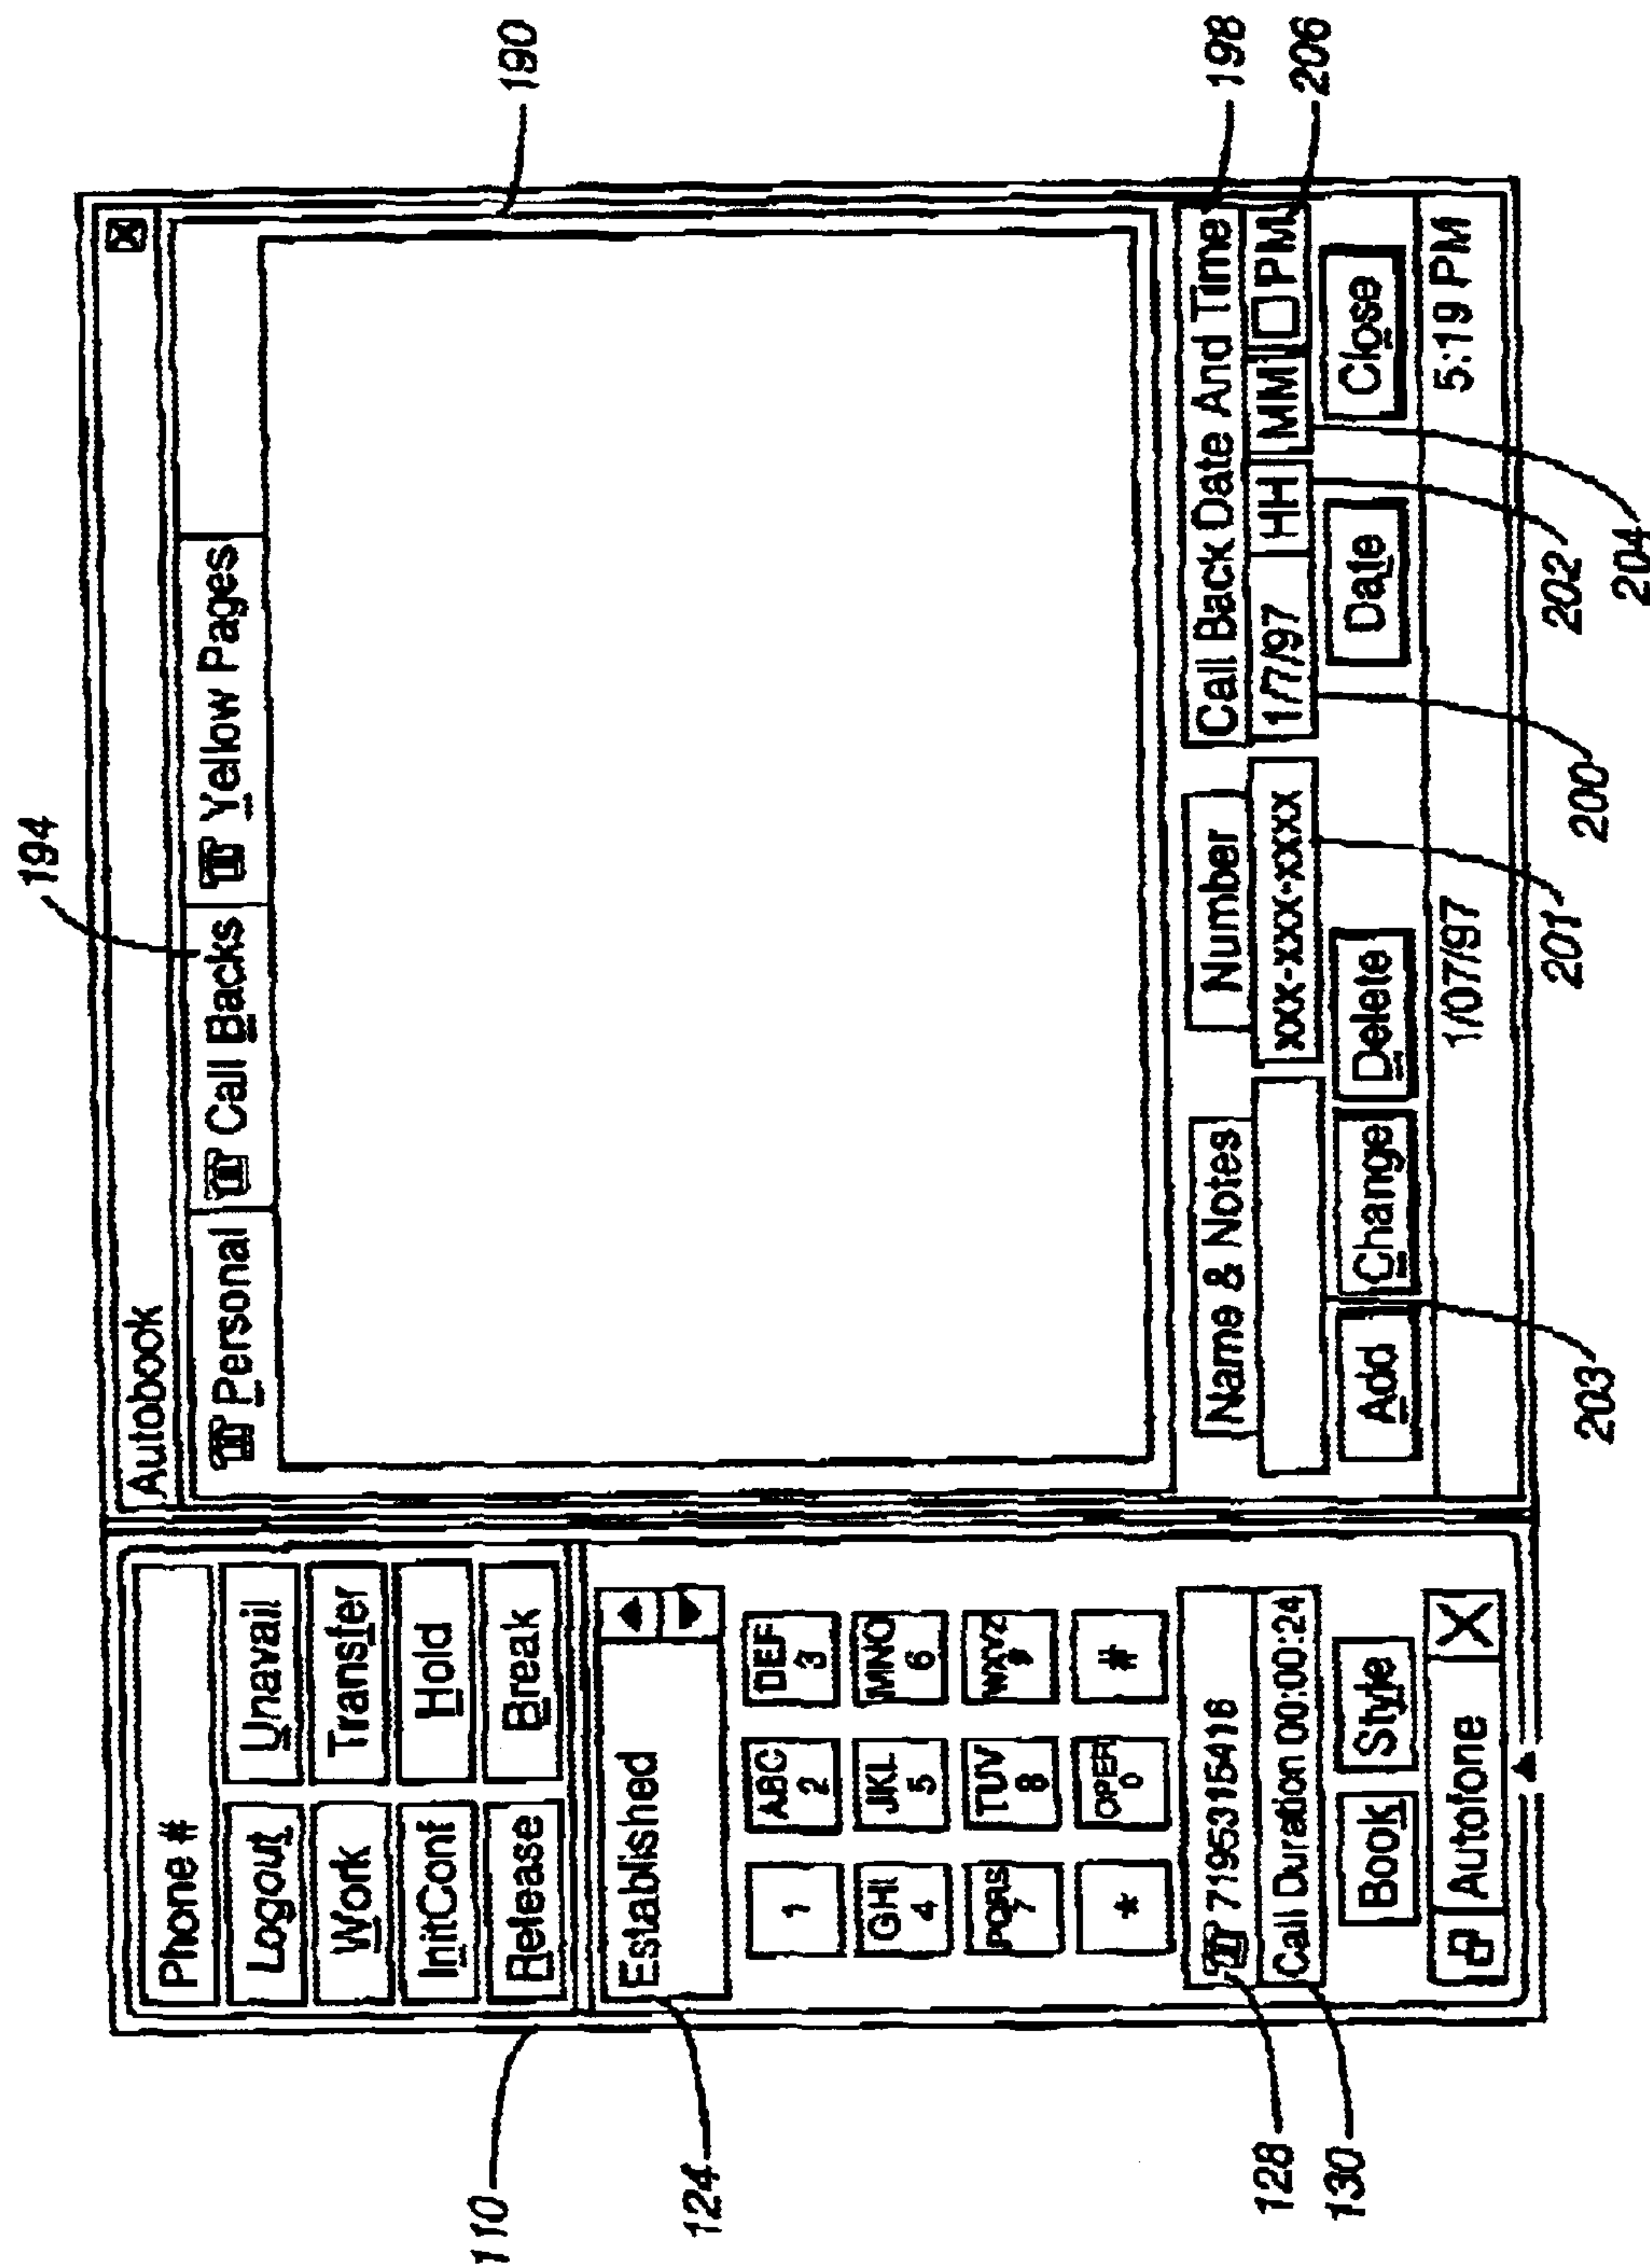 194
190
110
124
128
130
Phone #
Logout Unavail
Work Transfer
InitConf Hold
Release Break
Established
1 ABC 2 DEF 3
GHI 4 JKL 5 MNO 6
PQRS 7 TUV 8 WXYZ 9
* OPER 0 #
7195315416
Call Duration 00:00:24
Book Style
Autofone
Autobook
Personal Call Backs Yellow Pages
Name & Notes Number Call Back Date And Time
xxx-xxx-xxxx 1/7/97 HH MM PM
Add Change Delete Date Close
1/07/97 5:19 PM
198
206
203
201
200
202
204